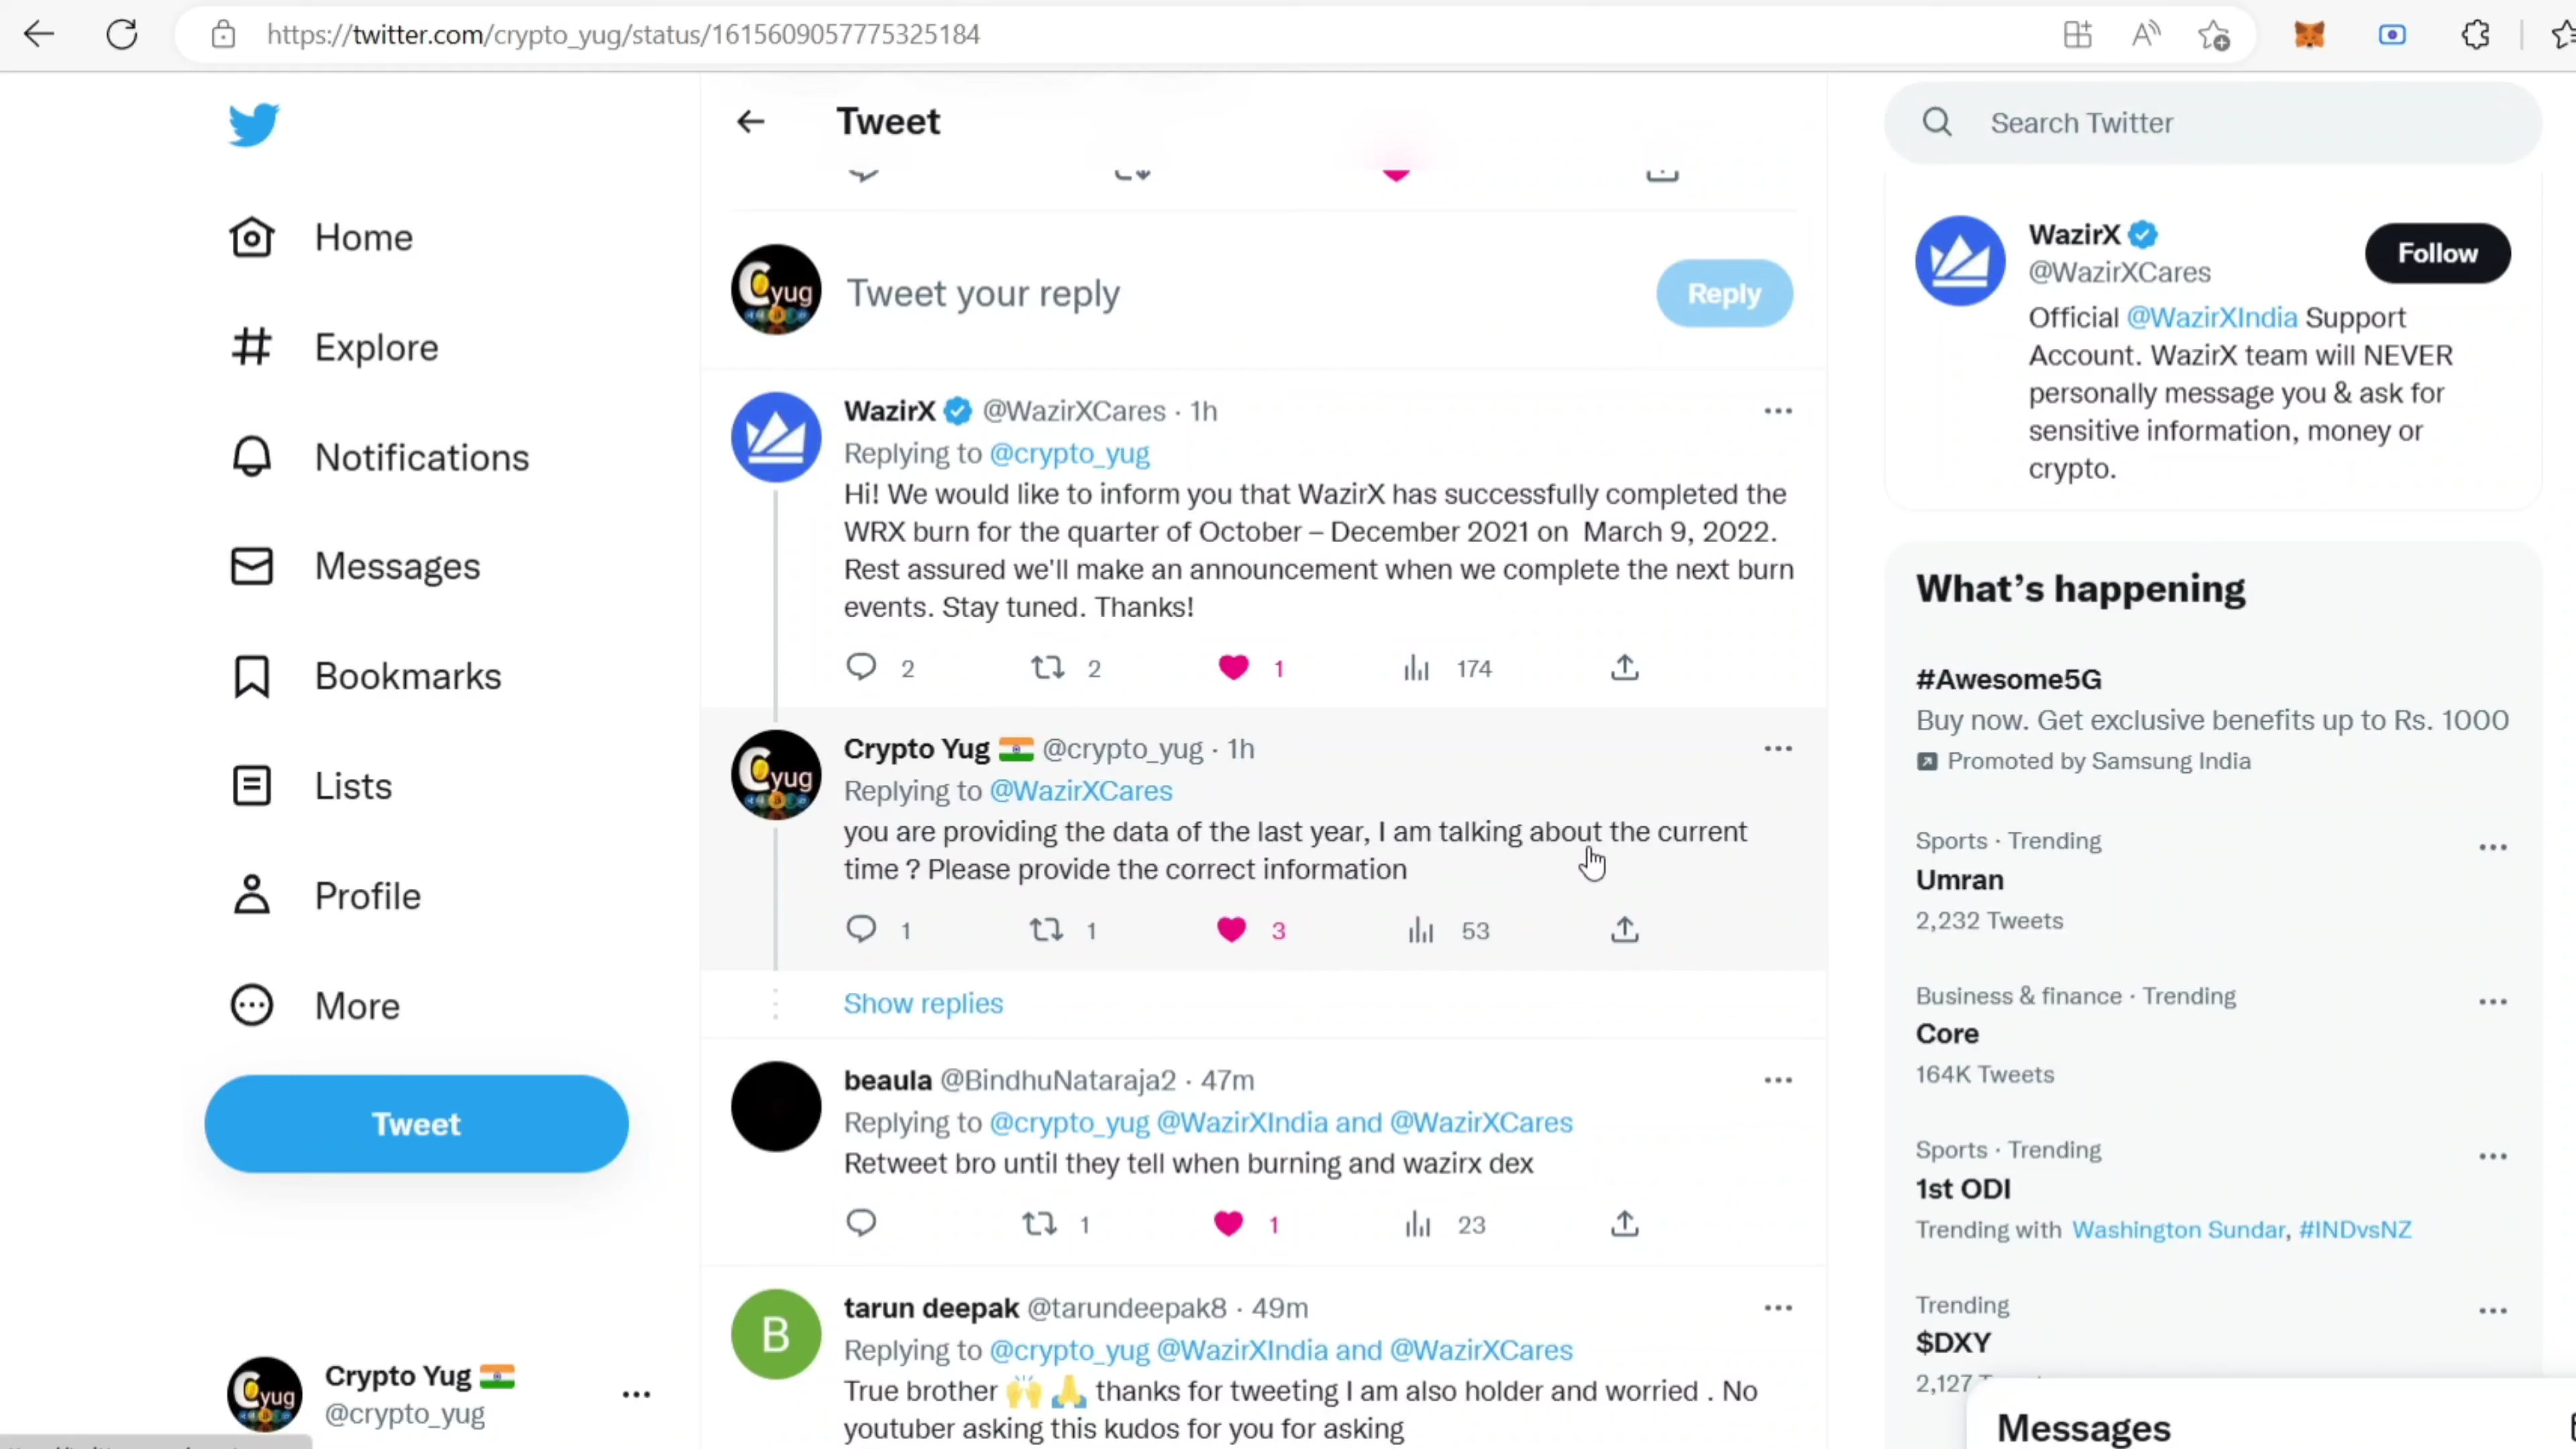 https://twitter.com/crypto_yug/status/1615609057775325184
Home
Explore
Notifications
Messages
Bookmarks
Lists
Profile
More
Tweet
Crypto Yug 🇮🇳
@crypto_yug
Tweet
Cyug
Tweet your reply
Reply
WazirX @WazirXCares · 1h
Replying to @crypto_yug
Hi! We would like to inform you that WazirX has successfully completed the
WRX burn for the quarter of October – December 2021 on March 9, 2022.
Rest assured we'll make an announcement when we complete the next burn
events. Stay tuned. Thanks!
2 2 1 174
Cyug
Crypto Yug 🇮🇳 @crypto_yug · 1h
Replying to @WazirXCares
you are providing the data of the last year, I am talking about the current
time ? Please provide the correct information
1 1 3 53
Show replies
beaula @BindhuNataraja2 · 47m
Replying to @crypto_yug @WazirXIndia and @WazirXCares
Retweet bro until they tell when burning and wazirx dex
1 1 23
B
tarun deepak @tarundeepak8 · 49m
Replying to @crypto_yug @WazirXIndia and @WazirXCares
True brother 🙌 🙏 thanks for tweeting I am also holder and worried . No
youtuber asking this kudos for you for asking
Search Twitter
WazirX
@WazirXCares
Follow
Official @WazirXIndia Support
Account. WazirX team will NEVER
personally message you & ask for
sensitive information, money or
crypto.
What's happening
#Awesome5G
Buy now. Get exclusive benefits up to Rs. 1000
Promoted by Samsung India
Sports · Trending
Umran
2,232 Tweets
Business & finance · Trending
Core
164K Tweets
Sports · Trending
1st ODI
Trending with Washington Sundar, #INDvsNZ
Trending
$DXY
2,127
Messages
Cyug